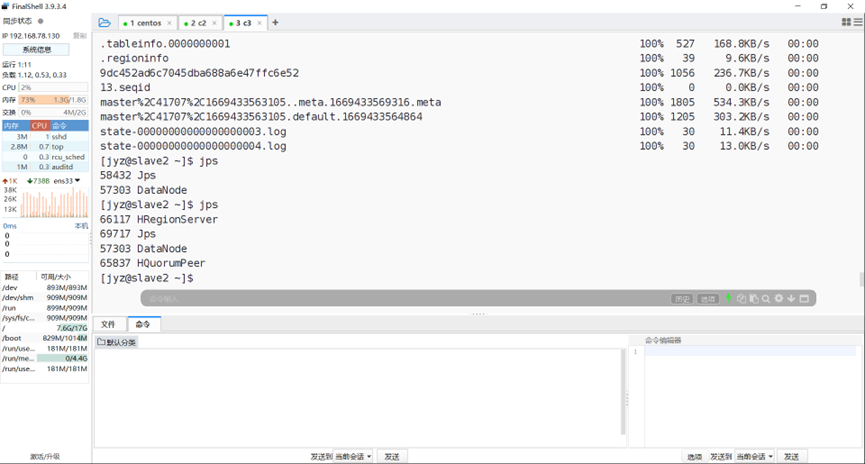 FinalShell 3.9.3.4
同步状态
IP 192.168.78.130 复制
系统信息
运行 1:11
负载 1.12, 0.53, 0.33
CPU 2%
内存 73% 1.3G/1.8G
交换 0% 4M/2G
内存 CPU 命令
3M 1 sshd
2.8M 0.7 top
0 0.3 rcu_sched
1M 0.3 auditd
1K 738B ens33
38K
26K
13K
0ms 本机
0
0
0
路径 可用/大小
/dev 893M/893M
/dev/shm 909M/909M
/run 899M/909M
/sys/fs/c... 909M/909M
/ 7.6G/17G
/boot 829M/1014M
/run/use... 181M/181M
/run/me... 0/4.4G
/run/use... 181M/181M
激活/升级
1 centos
2 c2
3 c3
.tableinfo.0000000001 100% 527 168.8KB/s 00:00
.regioninfo 100% 39 9.6KB/s 00:00
9dc452ad6c7045dba688a6e47ffc6e52 100% 1056 236.7KB/s 00:00
13.seqid 100% 0 0.0KB/s 00:00
master%2C41707%2C1669433563105..meta.1669433569316.meta 100% 1805 534.3KB/s 00:00
master%2C41707%2C1669433563105.default.1669433564864 100% 1205 303.2KB/s 00:00
state-00000000000000000003.log 100% 30 11.4KB/s 00:00
state-00000000000000000004.log 100% 30 13.0KB/s 00:00
[jyz@slave2 ~]$ jps
58432 Jps
57303 DataNode
[jyz@slave2 ~]$ jps
66117 HRegionServer
69717 Jps
57303 DataNode
65837 HQuorumPeer
[jyz@slave2 ~]$
命令输入 历史 选项
文件 命令
默认分类
命令编辑器
1
发送到 当前会话 发送
选项 发送到 当前会话 发送